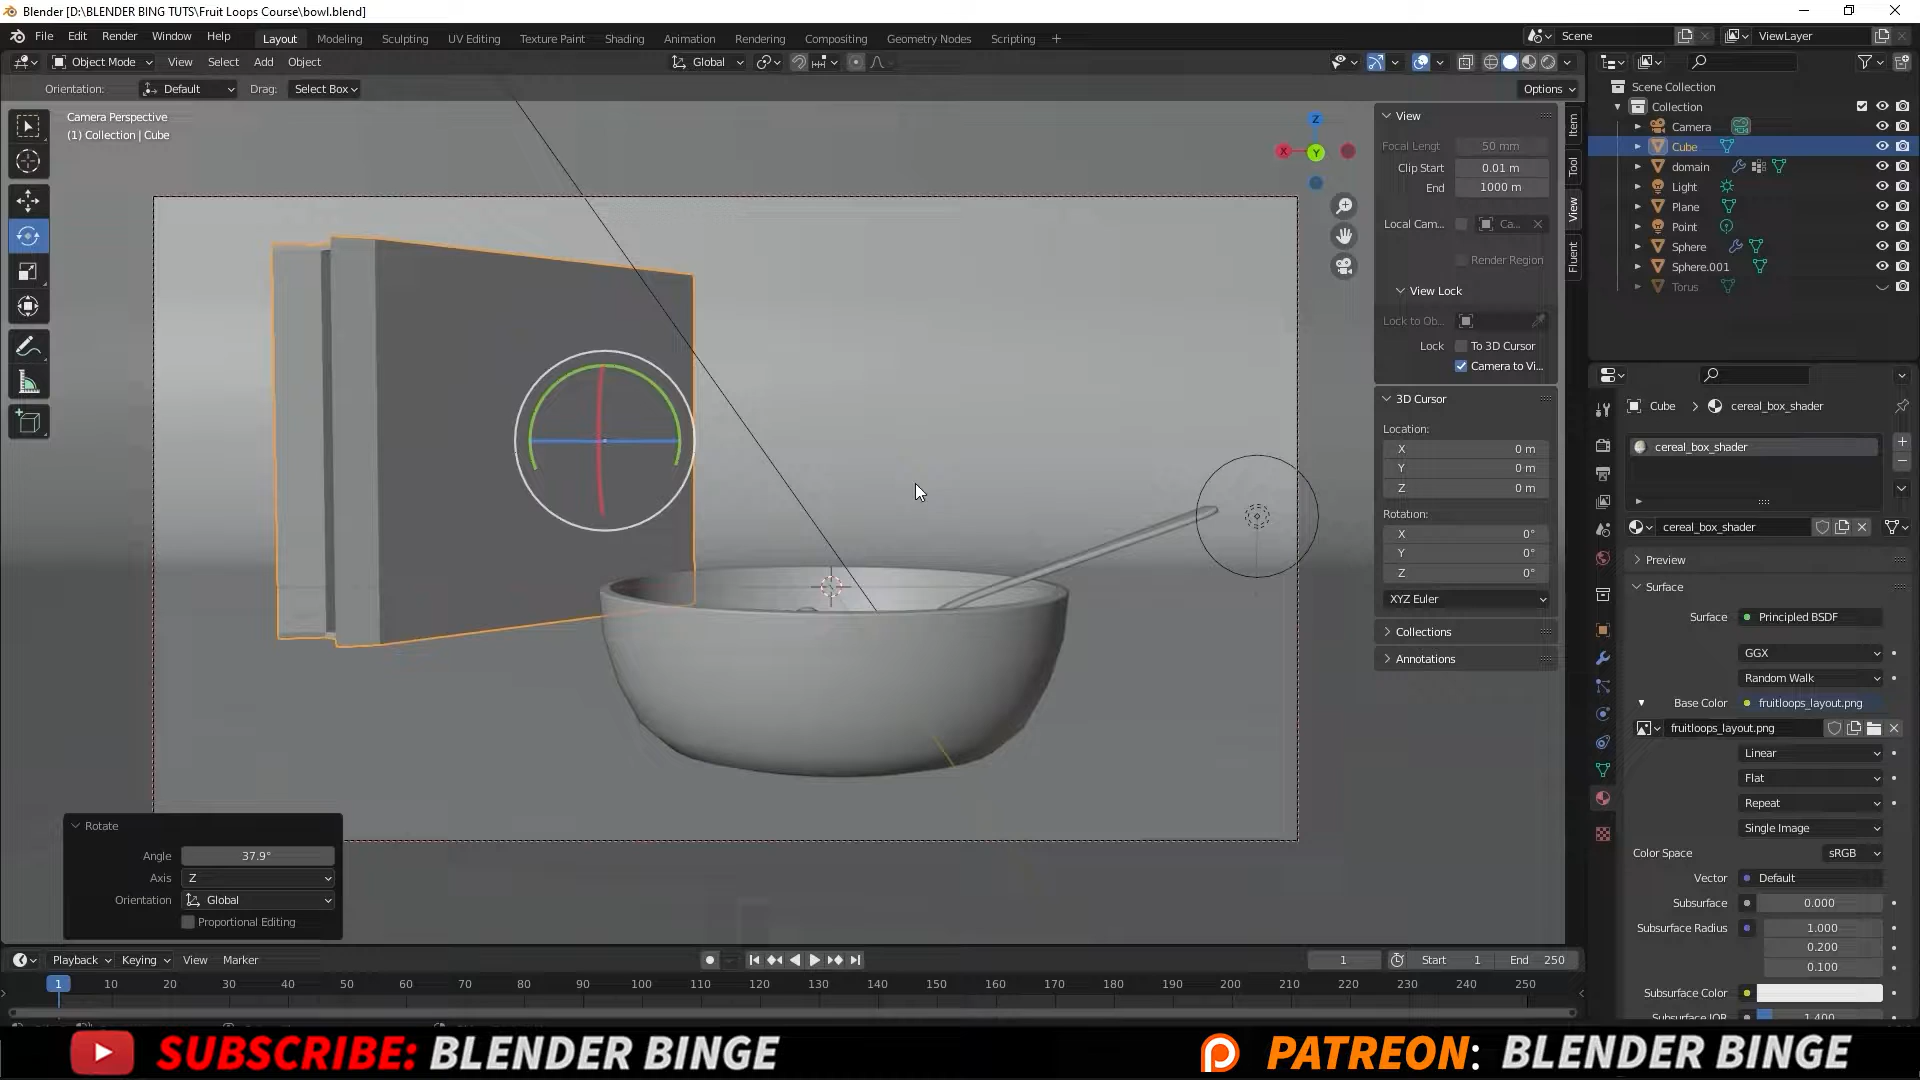 Blender [D:\BLENDER BING TUTS\Fruit Loops Course\bowl.blend]
File Edit Render Window Help
Layout Modeling Sculpting UV Editing Texture Paint Shading Animation Rendering Compositing Geometry Nodes Scripting
Scene ViewLayer
Object Mode View Select Add Object
Global
Orientation: Default Drag: Select Box
Options
Camera Perspective
(1) Collection | Cube
Z
X
Y
Item
Tool
View
Fluent
View
Focal Lengt 50 mm
Clip Start 0.01 m
End 1000 m
Local Cam... Ca...
Render Region
View Lock
Lock to Ob...
Lock To 3D Cursor
Camera to Vi...
3D Cursor
Location:
X 0 m
Y 0 m
Z 0 m
Rotation:
X 0°
Y 0°
Z 0°
XYZ Euler
Collections
Annotations
Scene Collection
Collection
Camera
Cube
domain
Light
Plane
Point
Sphere
Sphere.001
Torus
Cube cereal_box_shader
cereal_box_shader
cereal_box_shader
Preview
Surface
Surface Principled BSDF
GGX
Random Walk
Base Color fruitloops_layout.png
fruitloops_layout.png
Linear
Flat
Repeat
Single Image
Color Space sRGB
Vector Default
Subsurface 0.000
Subsurface Radius 1.000
0.200
0.100
Subsurface Color
Subsurface IOR 1.400
Rotate
Angle 37.9°
Axis Z
Orientation Global
Proportional Editing
Playback Keying View Marker
1 Start 1 End 250
1 10 20 30 40 50 60 70 80 90 100 110 120 130 140 150 160 170 180 190 200 210 220 230 240 250
SUBSCRIBE: BLENDER BINGE
PATREON: BLENDER BINGE